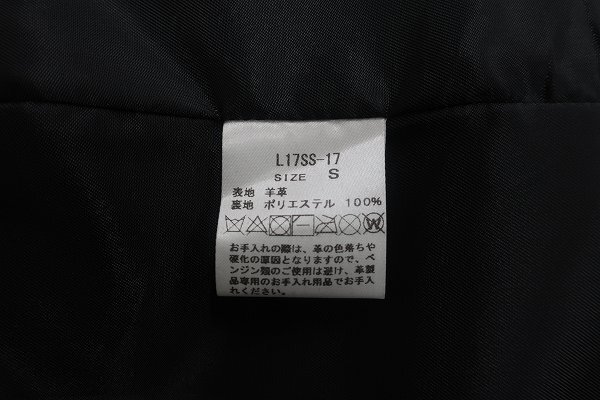 L17SS-17
SIZE S
表地 羊革
裏地 ポリエステル 100%
お手入れの際は、革の色落ちや
硬化の原因となりますので、ベ
ンジン類のご使用は避け、革製
品専用のお手入れ用品でお手入
れください。